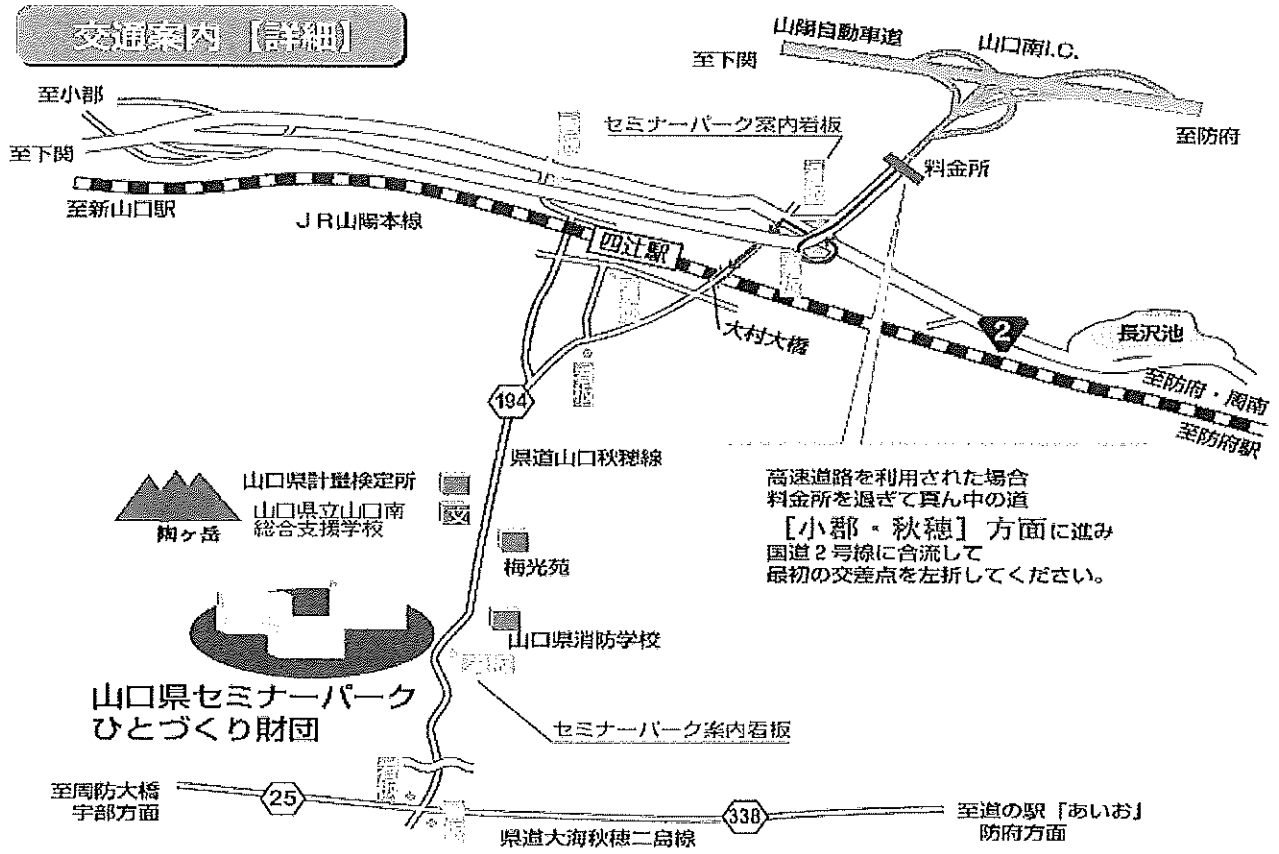 交通案内【詳細】
山陽自動車道
山口南I.C.
至下関
至小郡
セミナーパーク案内看板
至防府
至下関
料金所
至新山口駅
JR山陽本線
四辻駅
大村大橋
2
長沢池
至防府・周南
至防府駅
194
県道山口秋穂線
山口県計量検定所
山口県立山口南
総合支援学校
陶ヶ岳
高速道路を利用された場合
料金所を過ぎて真ん中の道
[小郡・秋穂]方面に進み
国道2号線に合流して
最初の交差点を左折してください。
梅光苑
山口県消防学校
山口県セミナーパーク
ひとづくり財団
セミナーパーク案内看板
至周防大橋
宇部方面
25
338
至道の駅「あいお」
防府方面
県道大海秋穂二島線